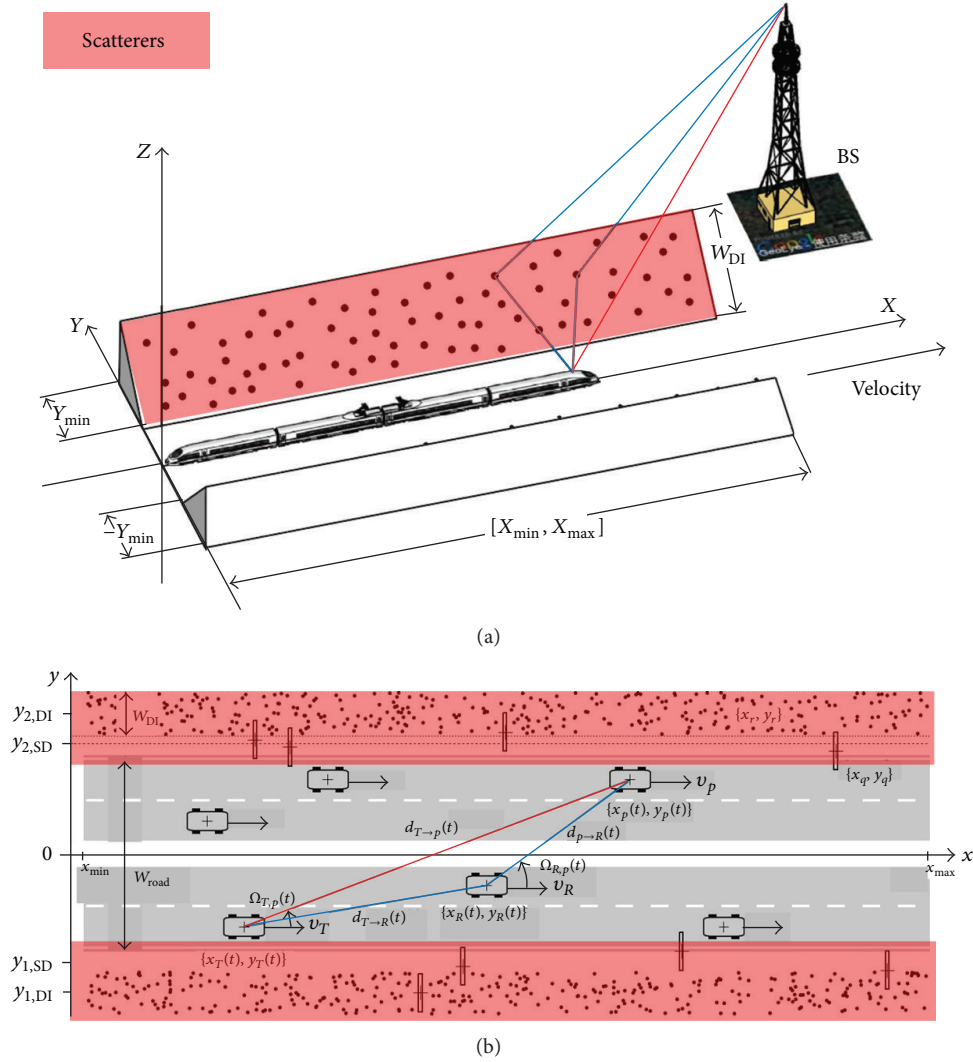 Scatterers
Z
BS
W_DI
Y
X
Velocity
Y_min
−Y_min
[X_min, X_max]
(a)
y
y_2,DI
W_DI
{x_r, y_r}
y_2,SD
{x_q, y_q}
υ_p
{x_p(t), y_p(t)}
d_T→p(t)
d_p→R(t)
0
x
x_min
x_max
W_road
Ω_R,p(t)
Ω_T,p(t)
υ_R
d_T→R(t)
{x_R(t), y_R(t)}
υ_T
{x_T(t), y_T(t)}
y_1,SD
y_1,DI
(b)